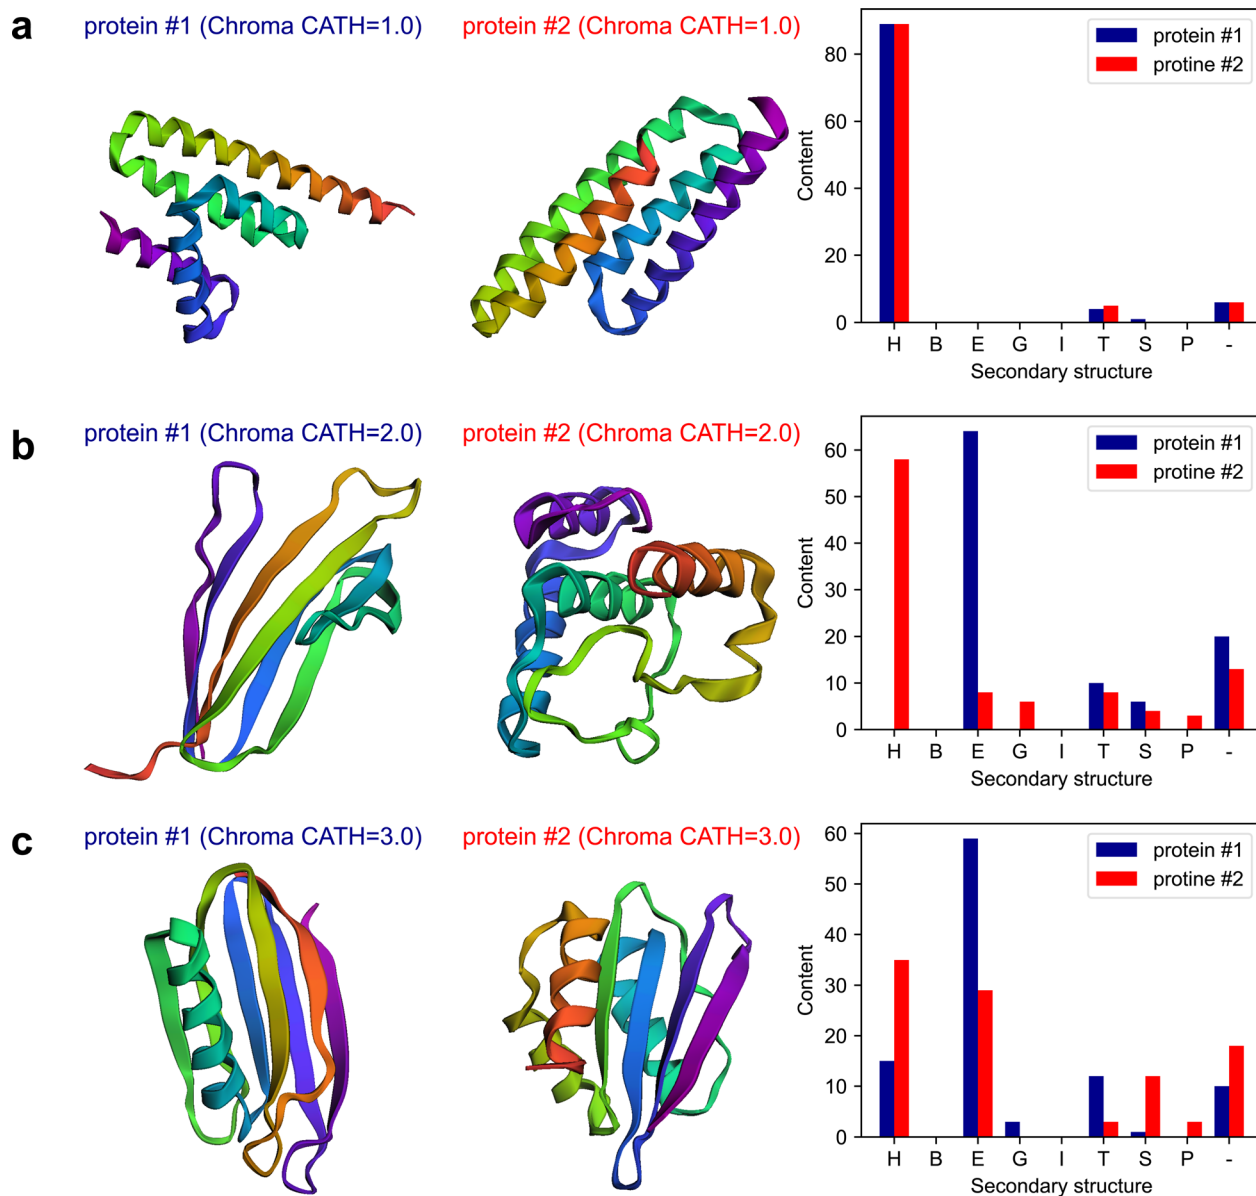 a
protein #1 (Chroma CATH=1.0)
protein #2 (Chroma CATH=1.0)
protein #1
protine #2
Content
80
60
40
20
0
H B E G I T S P -
Secondary structure
b
protein #1 (Chroma CATH=2.0)
protein #2 (Chroma CATH=2.0)
protein #1
protine #2
Content
60
50
40
30
20
10
0
H B E G I T S P -
Secondary structure
c
protein #1 (Chroma CATH=3.0)
protein #2 (Chroma CATH=3.0)
protein #1
protine #2
Content
60
50
40
30
20
10
0
H B E G I T S P -
Secondary structure